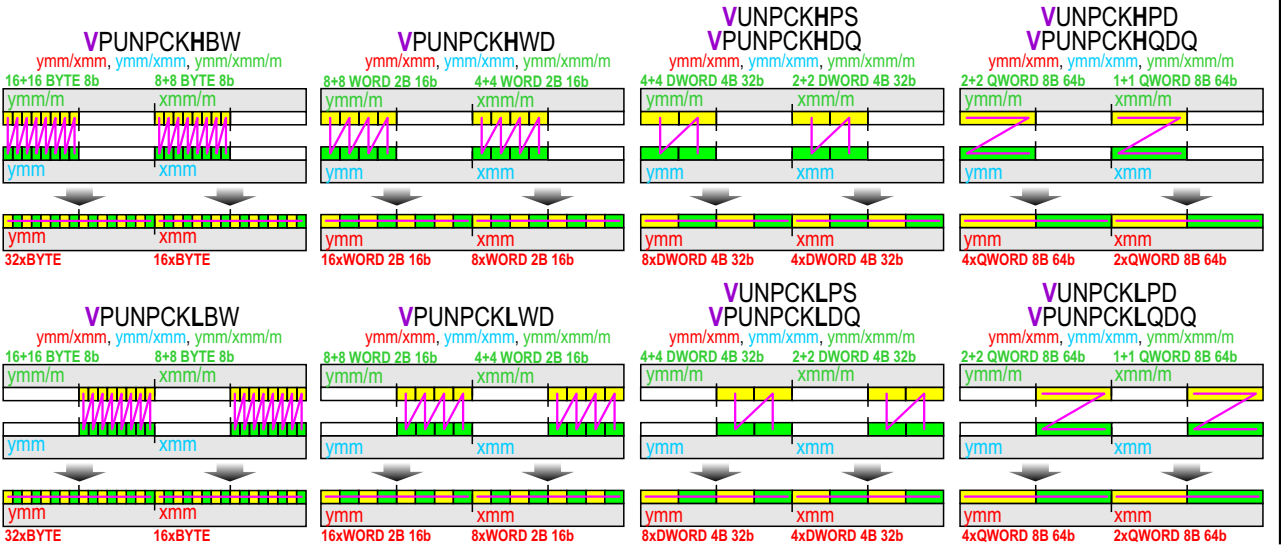 VPUNPCKHBW
ymm/xmm, ymm/xmm, ymm/xmm/m
16+16 BYTE 8b 8+8 BYTE 8b
ymm/m xmm/m
ymm xmm
ymm xmm
32xBYTE 16xBYTE
VPUNPCKHWD
ymm/xmm, ymm/xmm, ymm/xmm/m
8+8 WORD 2B 16b 4+4 WORD 2B 16b
ymm/m xmm/m
ymm xmm
ymm xmm
16xWORD 2B 16b 8xWORD 2B 16b
VUNPCKHPS
VPUNPCKHDQ
ymm/xmm, ymm/xmm, ymm/xmm/m
4+4 DWORD 4B 32b 2+2 DWORD 4B 32b
ymm/m xmm/m
ymm xmm
ymm xmm
8xDWORD 4B 32b 4xDWORD 4B 32b
VUNPCKHPD
VPUNPCKHQDQ
ymm/xmm, ymm/xmm, ymm/xmm/m
2+2 QWORD 8B 64b 1+1 QWORD 8B 64b
ymm/m xmm/m
ymm xmm
ymm xmm
4xQWORD 8B 64b 2xQWORD 8B 64b
VPUNPCKLBW
ymm/xmm, ymm/xmm, ymm/xmm/m
16+16 BYTE 8b 8+8 BYTE 8b
ymm/m xmm/m
ymm xmm
ymm xmm
32xBYTE 16xBYTE
VPUNPCKLWD
ymm/xmm, ymm/xmm, ymm/xmm/m
8+8 WORD 2B 16b 4+4 WORD 2B 16b
ymm/m xmm/m
ymm xmm
ymm xmm
16xWORD 2B 16b 8xWORD 2B 16b
VUNPCKLPS
VPUNPCKLDQ
ymm/xmm, ymm/xmm, ymm/xmm/m
4+4 DWORD 4B 32b 2+2 DWORD 4B 32b
ymm/m xmm/m
ymm xmm
ymm xmm
8xDWORD 4B 32b 4xDWORD 4B 32b
VUNPCKLPD
VPUNPCKLQDQ
ymm/xmm, ymm/xmm, ymm/xmm/m
2+2 QWORD 8B 64b 1+1 QWORD 8B 64b
ymm/m xmm/m
ymm xmm
ymm xmm
4xQWORD 8B 64b 2xQWORD 8B 64b